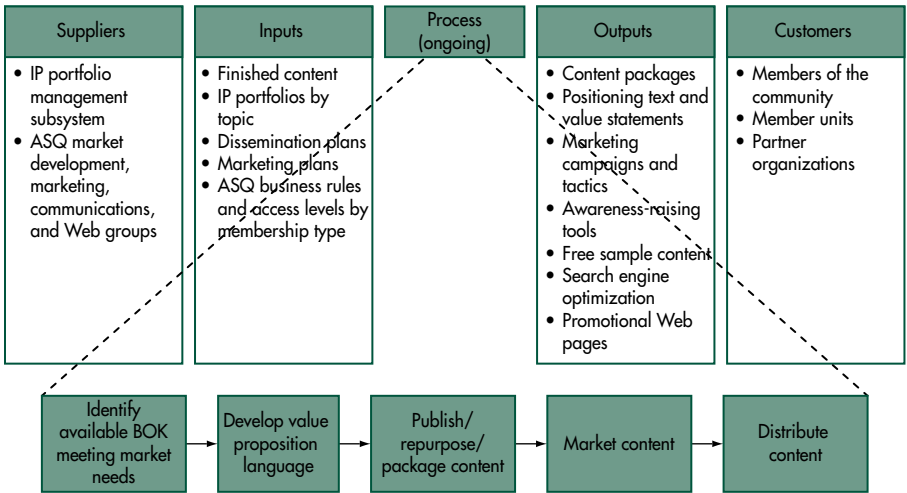 Suppliers
• IP portfolio
management
subsystem
• ASQ market
development,
marketing,
communications,
and Web groups
Inputs
• Finished content
• IP portfolios by
topic
• Dissemination plans
• Marketing plans
• ASQ business rules
and access levels by
membership type
Process
(ongoing)
Outputs
• Content packages
• Positioning text and
value statements
• Marketing
campaigns and
tactics
• Awareness-raising
tools
• Free sample content
• Search engine
optimization
• Promotional Web
pages
Customers
• Members of the
community
• Member units
• Partner
organizations
Identify
available BOK
meeting market
needs
Develop value
proposition
language
Publish/
repurpose/
package content
Market content
Distribute
content